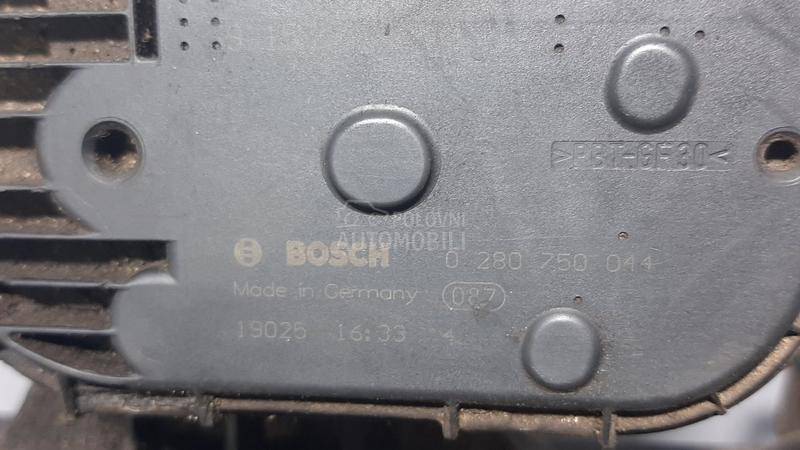 >PBT-GF30<
POLOVNI
AUTOMOBILI
BOSCH 0 280 750 044
Made in Germany 087
19025 16:33 4